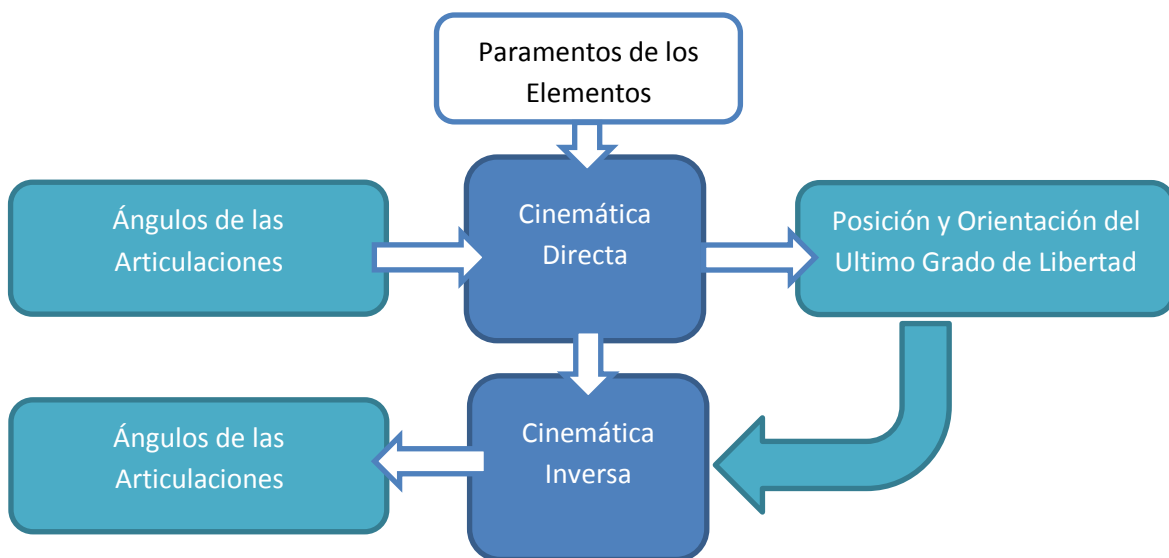 Paramentos de los
Elementos
Ángulos de las
Articulaciones
Cinemática
Directa
Posición y Orientación del
Ultimo Grado de Libertad
Ángulos de las
Articulaciones
Cinemática
Inversa